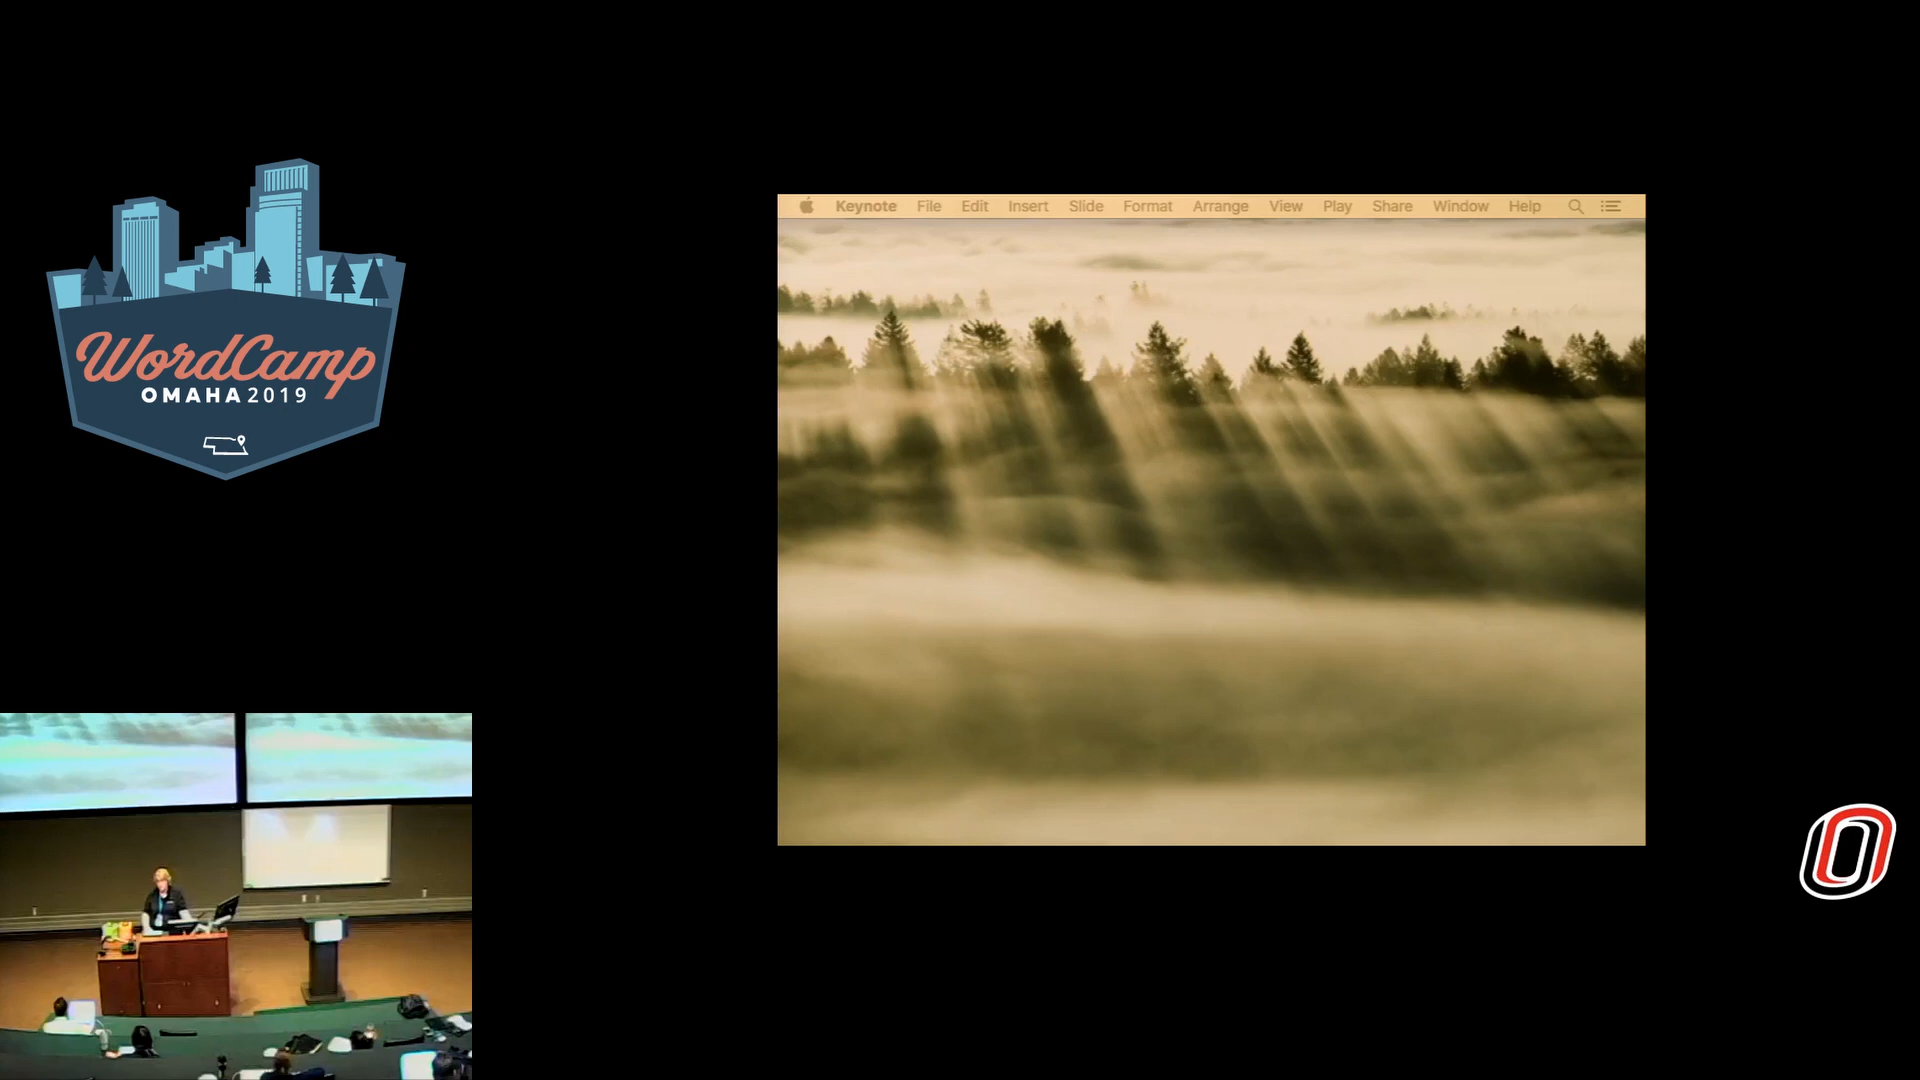 WordCamp
OMAHA 2019
Keynote File Edit Insert Slide Format Arrange View Play Share Window Help
O